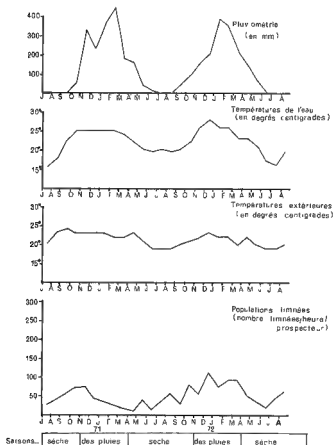 Pluviométrie
(en mm)
400
300
200
100
J A S O N D J F M A M J J A S O N D J F M A M J J A
Températures de l'eau
(en degrés centigrades)
30°
25°
20°
15°
J A S O N D J F M A M J J A S O N D J F M A M J J A
Températures extérieures
(en degrés centigrades)
30°
25°
20°
15°
J A S O N D J F M A M J J A S O N D J F M A M J J A
Populations limnées
(nombre limnées/heure/
prospecteur)
300
250
200
150
100
50
J A S O N D J F M A M J J A S O N D J F M A M J J A
71 72
Saisons... sèche des pluies sèche des pluies sèche